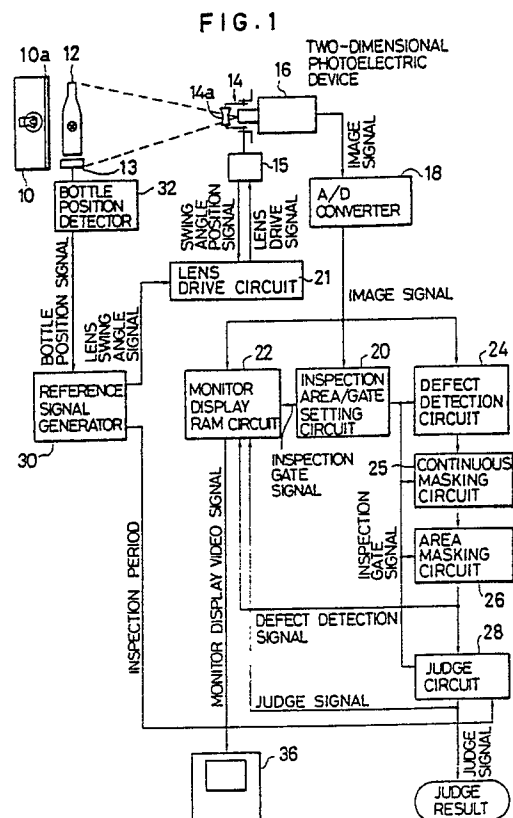 FIG.1
10a
12
14
14a
16
TWO-DIMENSIONAL
PHOTOELECTRIC
DEVICE
13
15
10
BOTTLE
POSITION
DETECTOR
32
IMAGE
SIGNAL
18
A/D
CONVERTER
SWING
ANGLE
POSITION
SIGNAL
LENS
DRIVE
SIGNAL
LENS
DRIVE CIRCUIT
21
BOTTLE
POSITION SIGNAL
LENS
SWING
ANGLE
SIGNAL
IMAGE SIGNAL
22
20
24
REFERENCE
SIGNAL
GENERATOR
30
MONITOR
DISPLAY
RAM CIRCUIT
INSPECTION
AREA/GATE
SETTING
CIRCUIT
DEFECT
DETECTION
CIRCUIT
INSPECTION
GATE
SIGNAL
25
CONTINUOUS
MASKING
CIRCUIT
INSPECTION
GATE
SIGNAL
AREA
MASKING
CIRCUIT
26
INSPECTION PERIOD
MONITOR DISPLAY VIDEO SIGNAL
DEFECT DETECTION
SIGNAL
28
JUDGE
CIRCUIT
JUDGE SIGNAL
JUDGE
SIGNAL
36
JUDGE
RESULT